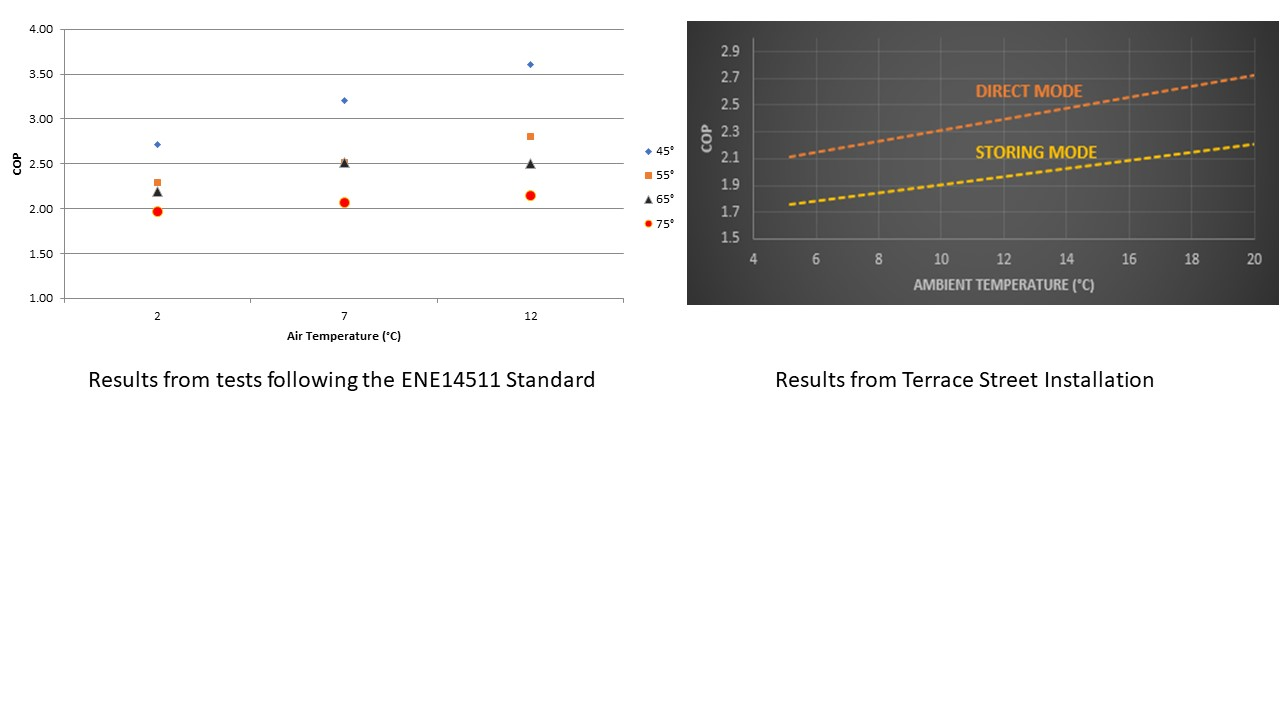 4.00
3.50
3.00
2.50
2.00
1.50
1.00
COP
2 7 12
Air Temperature (°C)
45°
55°
65°
75°
Results from tests following the ENE14511 Standard
2.9
2.7
2.5
2.3
2.1
1.9
1.7
1.5
COP
DIRECT MODE
STORING MODE
4 6 8 10 12 14 16 18 20
AMBIENT TEMPERATURE (°C)
Results from Terrace Street Installation